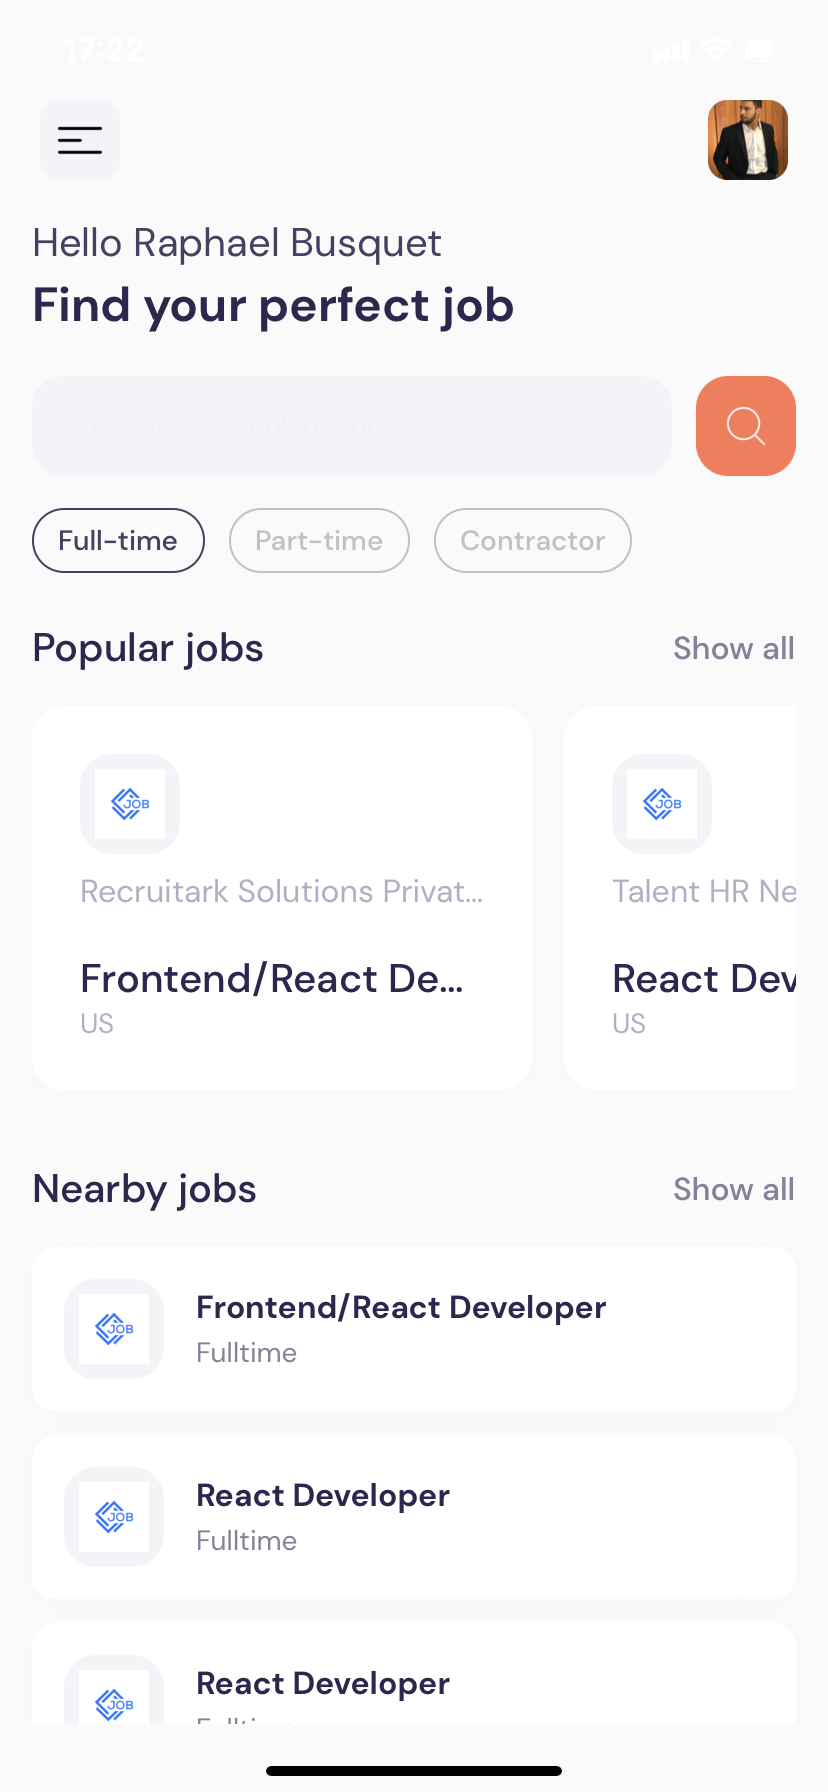 17:22
Hello Raphael Busquet
Find your perfect job
What are you looking for?
Full-time
Part-time
Contractor
Popular jobs
Show all
JOB
Recruitark Solutions Privat...
Frontend/React De...
US
JOB
Talent HR Ne
React Dev
US
Nearby jobs
Show all
JOB
Frontend/React Developer
Fulltime
JOB
React Developer
Fulltime
JOB
React Developer
Fulltime